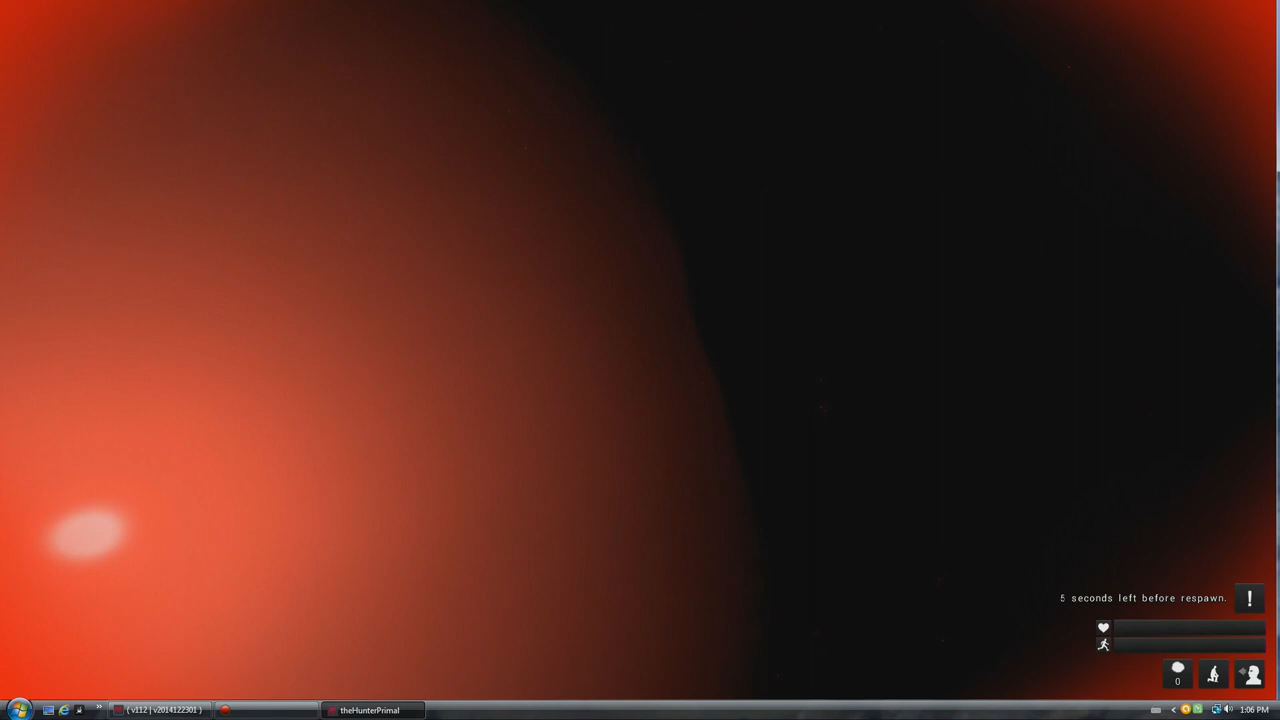 5 seconds left before respawn.
!
0
( v112 | v2014122301 )
theHunterPrimal
1:06 PM